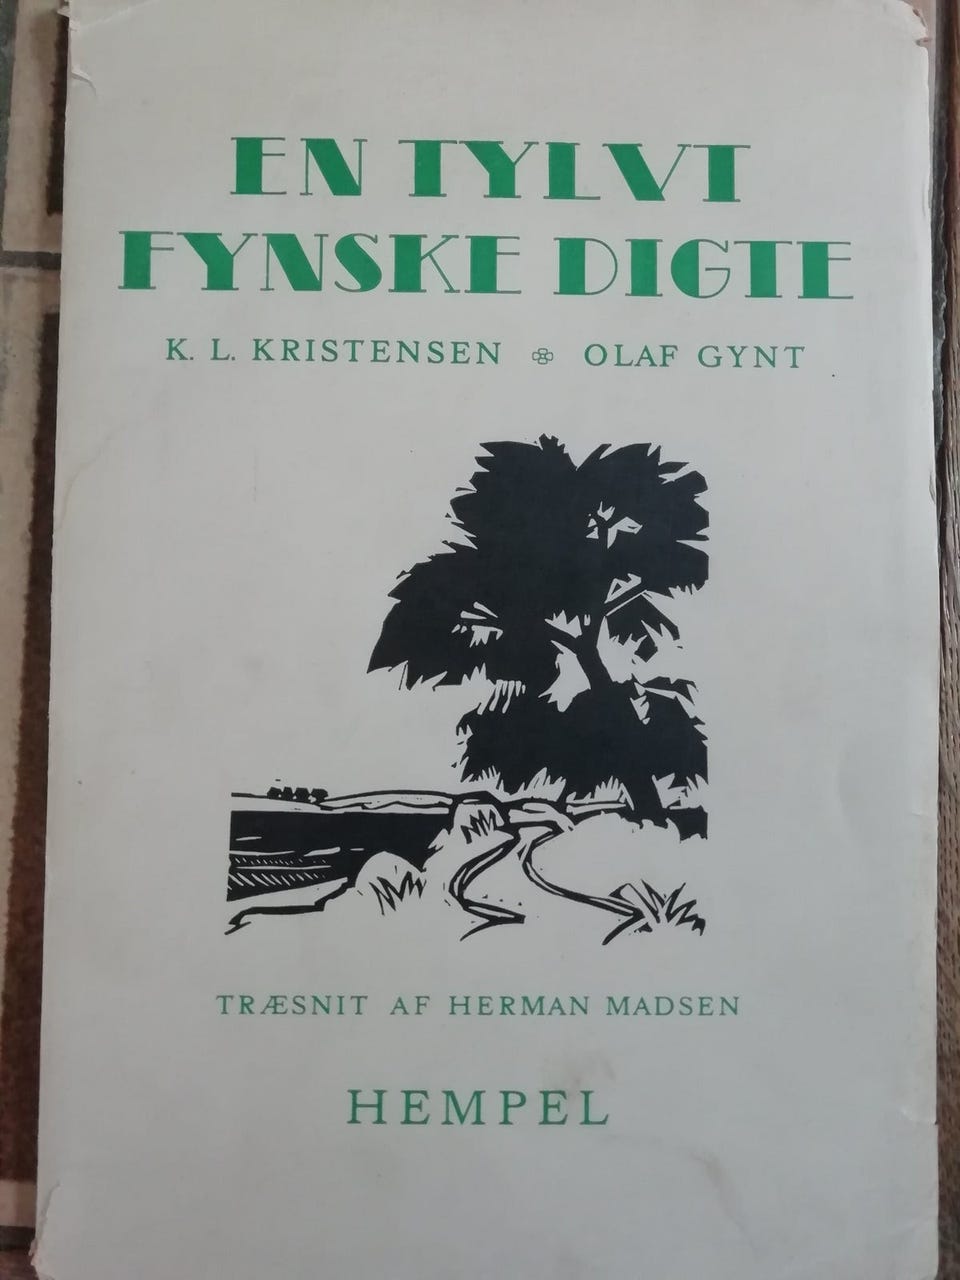 EN TYLVT
FYNSKE DIGTE
K. L. KRISTENSEN OLAF GYNT
TRÆSNIT AF HERMAN MADSEN
HEMPEL